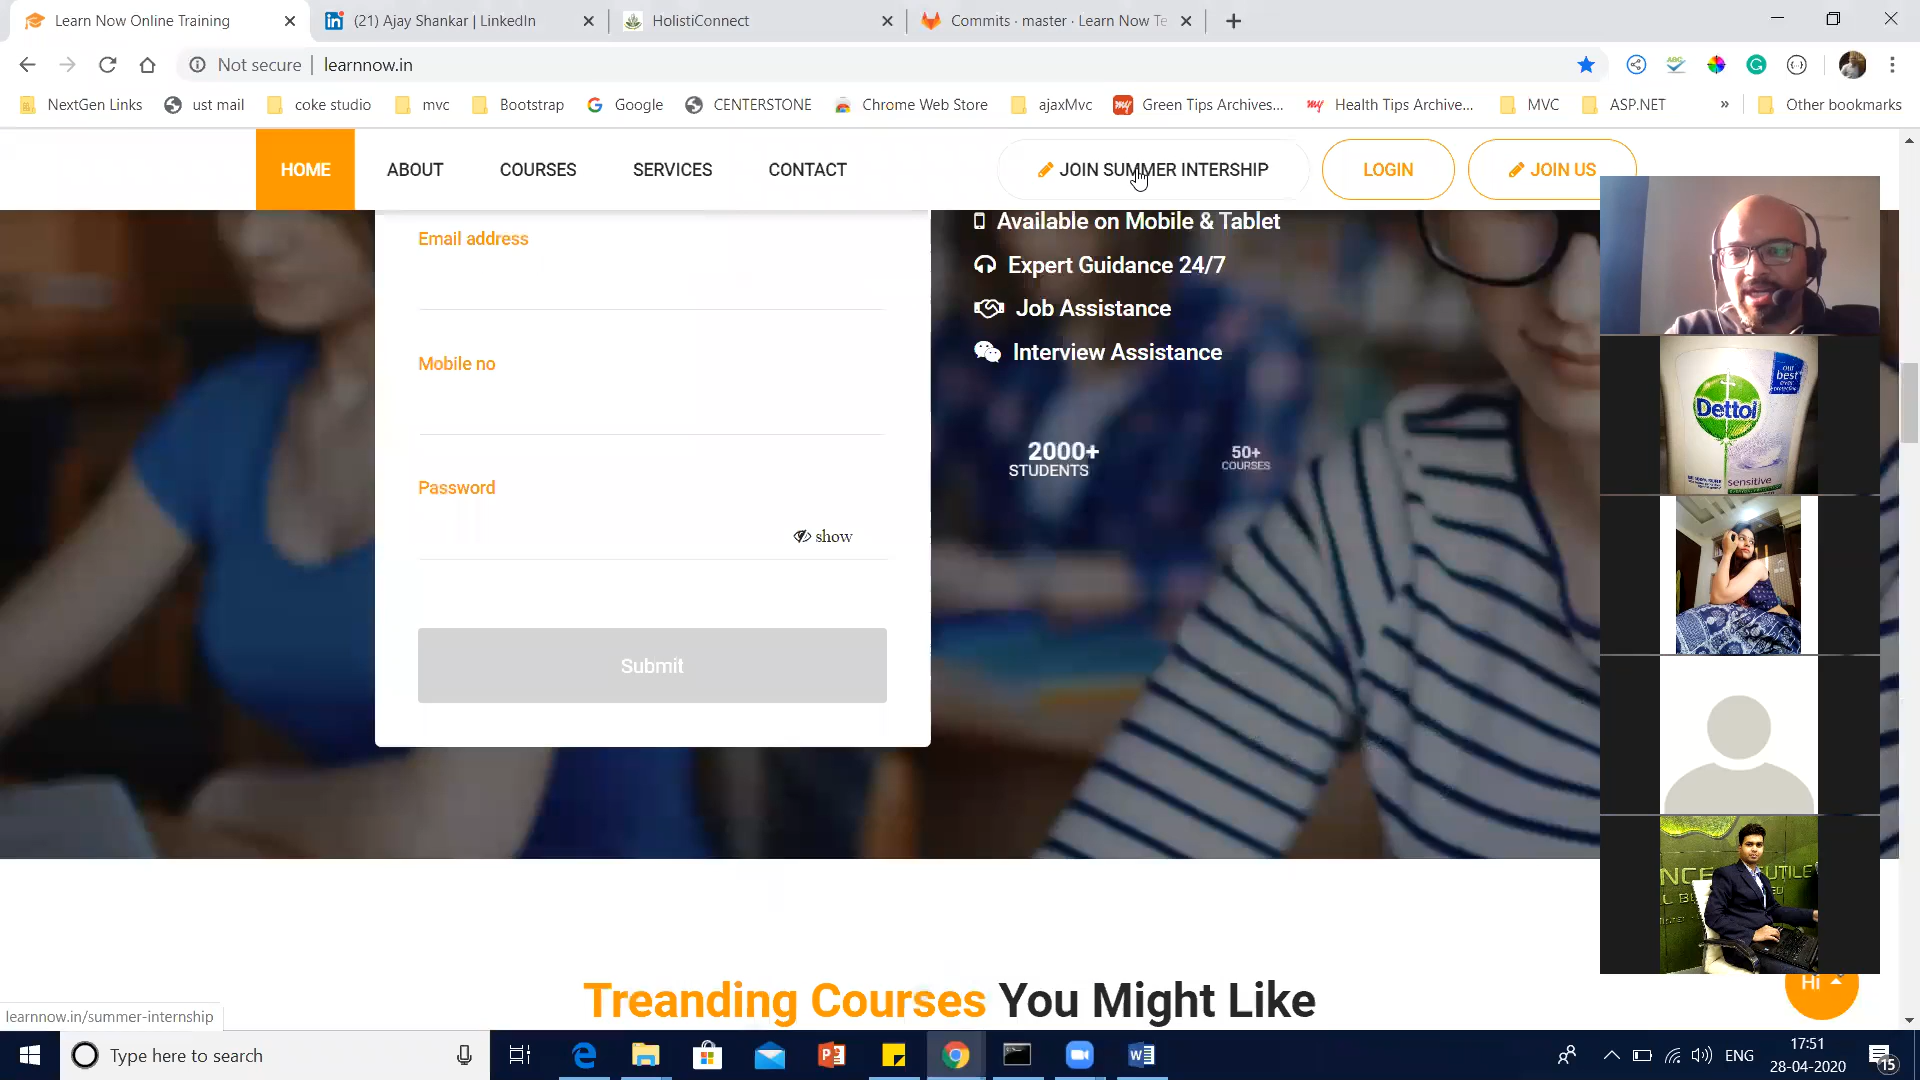 Learn Now Online Training
(21) Ajay Shankar | LinkedIn
HolistiConnect
Commits · master · Learn Now Te
Not secure
learnnow.in
NextGen Links
ust mail
coke studio
mvc
Bootstrap
Google
CENTERSTONE
Chrome Web Store
ajaxMvc
Green Tips Archives...
Health Tips Archive...
MVC
ASP.NET
»
Other bookmarks
HOME
ABOUT
COURSES
SERVICES
CONTACT
JOIN SUMMER INTERSHIP
LOGIN
JOIN US
Email address
Mobile no
Password
show
Submit
Available on Mobile & Tablet
Expert Guidance 24/7
Job Assistance
Interview Assistance
2000+
STUDENTS
50+
COURSES
our
best
Dettol
sensitive
Hi
Treanding Courses You Might Like
learnnow.in/summer-internship
Type here to search
ENG
17:51
28-04-2020
15